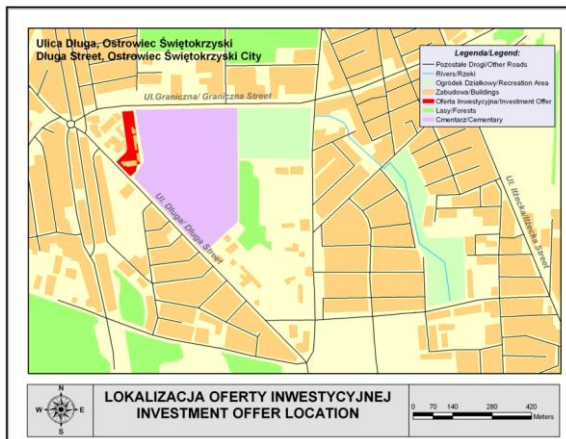 Ulica Długa, Ostrowiec Świętokrzyski
Długa Street, Ostrowiec Świętokrzyski City
Legenda/Legend:
Pozostałe Drogi/Other Roads
Rivers/Rzeki
Ogródek Działkowy/Recreation Area
Zabudowa/Buildings
Oferta Inwestycyjna/Investment Offer
Lasy/Forests
Cmentarz/Cementary
Ul.Graniczna/ Graniczna Street
Ul. Iłżecka/Iłżecka Street
Ul. Długa/ Długa Street
N
W
E
S
LOKALIZACJA OFERTY INWESTYCYJNEJ
INVESTMENT OFFER LOCATION
0 70 140 280 420
Meters